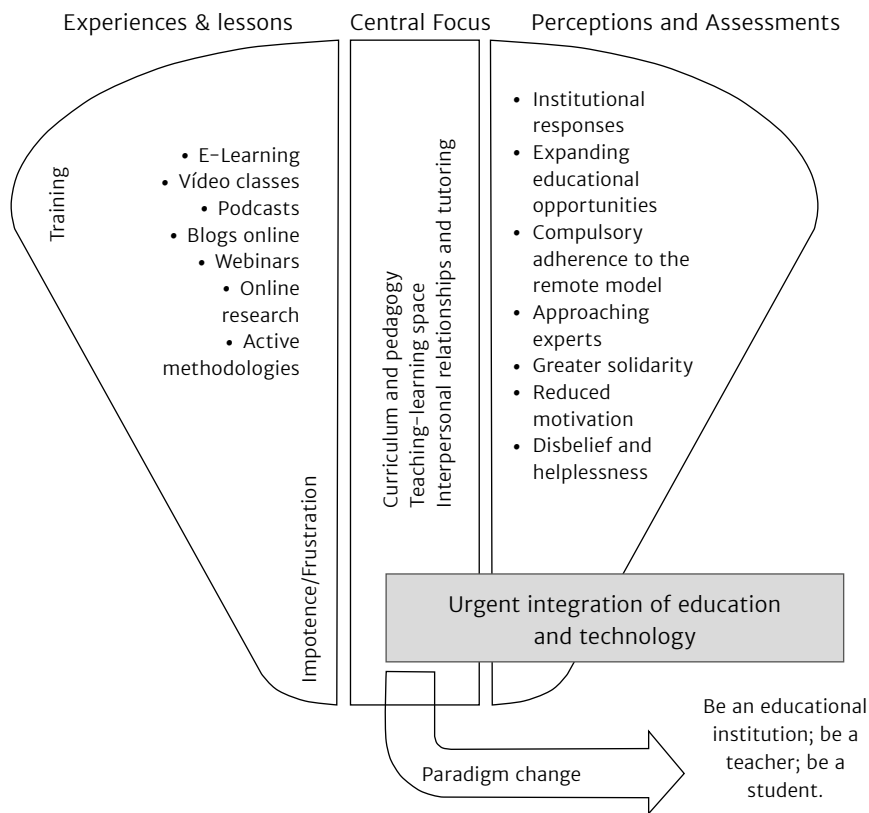 Experiences & lessons
Central Focus
Perceptions and Assessments
Training
• E-Learning
• Vídeo classes
• Podcasts
• Blogs online
• Webinars
• Online
research
• Active
methodologies
Impotence/Frustration
Curriculum and pedagogy
Teaching-learning space
Interpersonal relationships and tutoring
• Institutional
responses
• Expanding
educational
opportunities
• Compulsory
adherence to the
remote model
• Approaching
experts
• Greater solidarity
• Reduced
motivation
• Disbelief and
helplessness
Urgent integration of education
and technology
Paradigm change
Be an educational
institution; be a
teacher; be a
student.